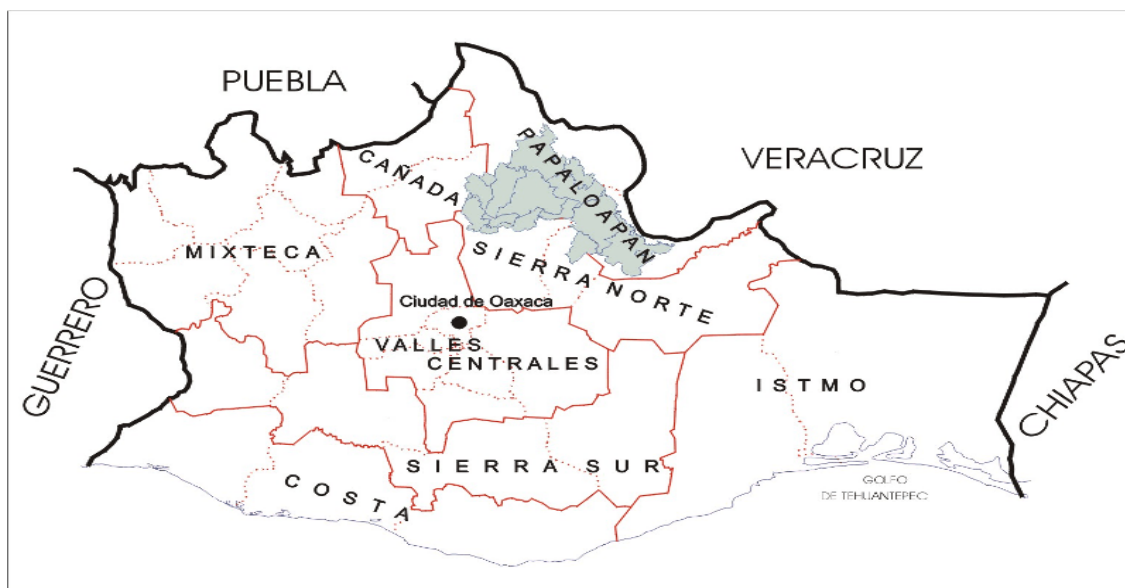 PUEBLA
VERACRUZ
GUERRERO
CHIAPAS
CAÑADA
PAPALOAPAN
MIXTECA
SIERRA NORTE
Ciudad de Oaxaca
VALLES
CENTRALES
ISTMO
SIERRA SUR
COSTA
GOLFO
DE TEHUANTEPEC